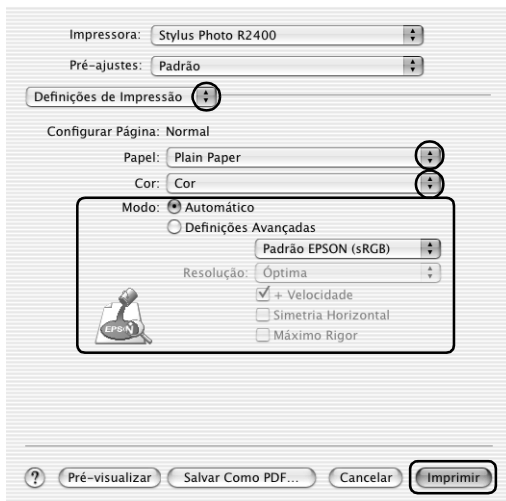 Impressora: Stylus Photo R2400
Pré-ajustes: Padrão
Definições de Impressão
Configurar Página: Normal
Papel: Plain Paper
Cor: Cor
Modo: Automático
Definições Avançadas
Padrão EPSON (sRGB)
Resolução: Óptima
+ Velocidade
Simetria Horizontal
Máximo Rigor
EPSON
? Pré-visualizar Salvar Como PDF... Cancelar Imprimir